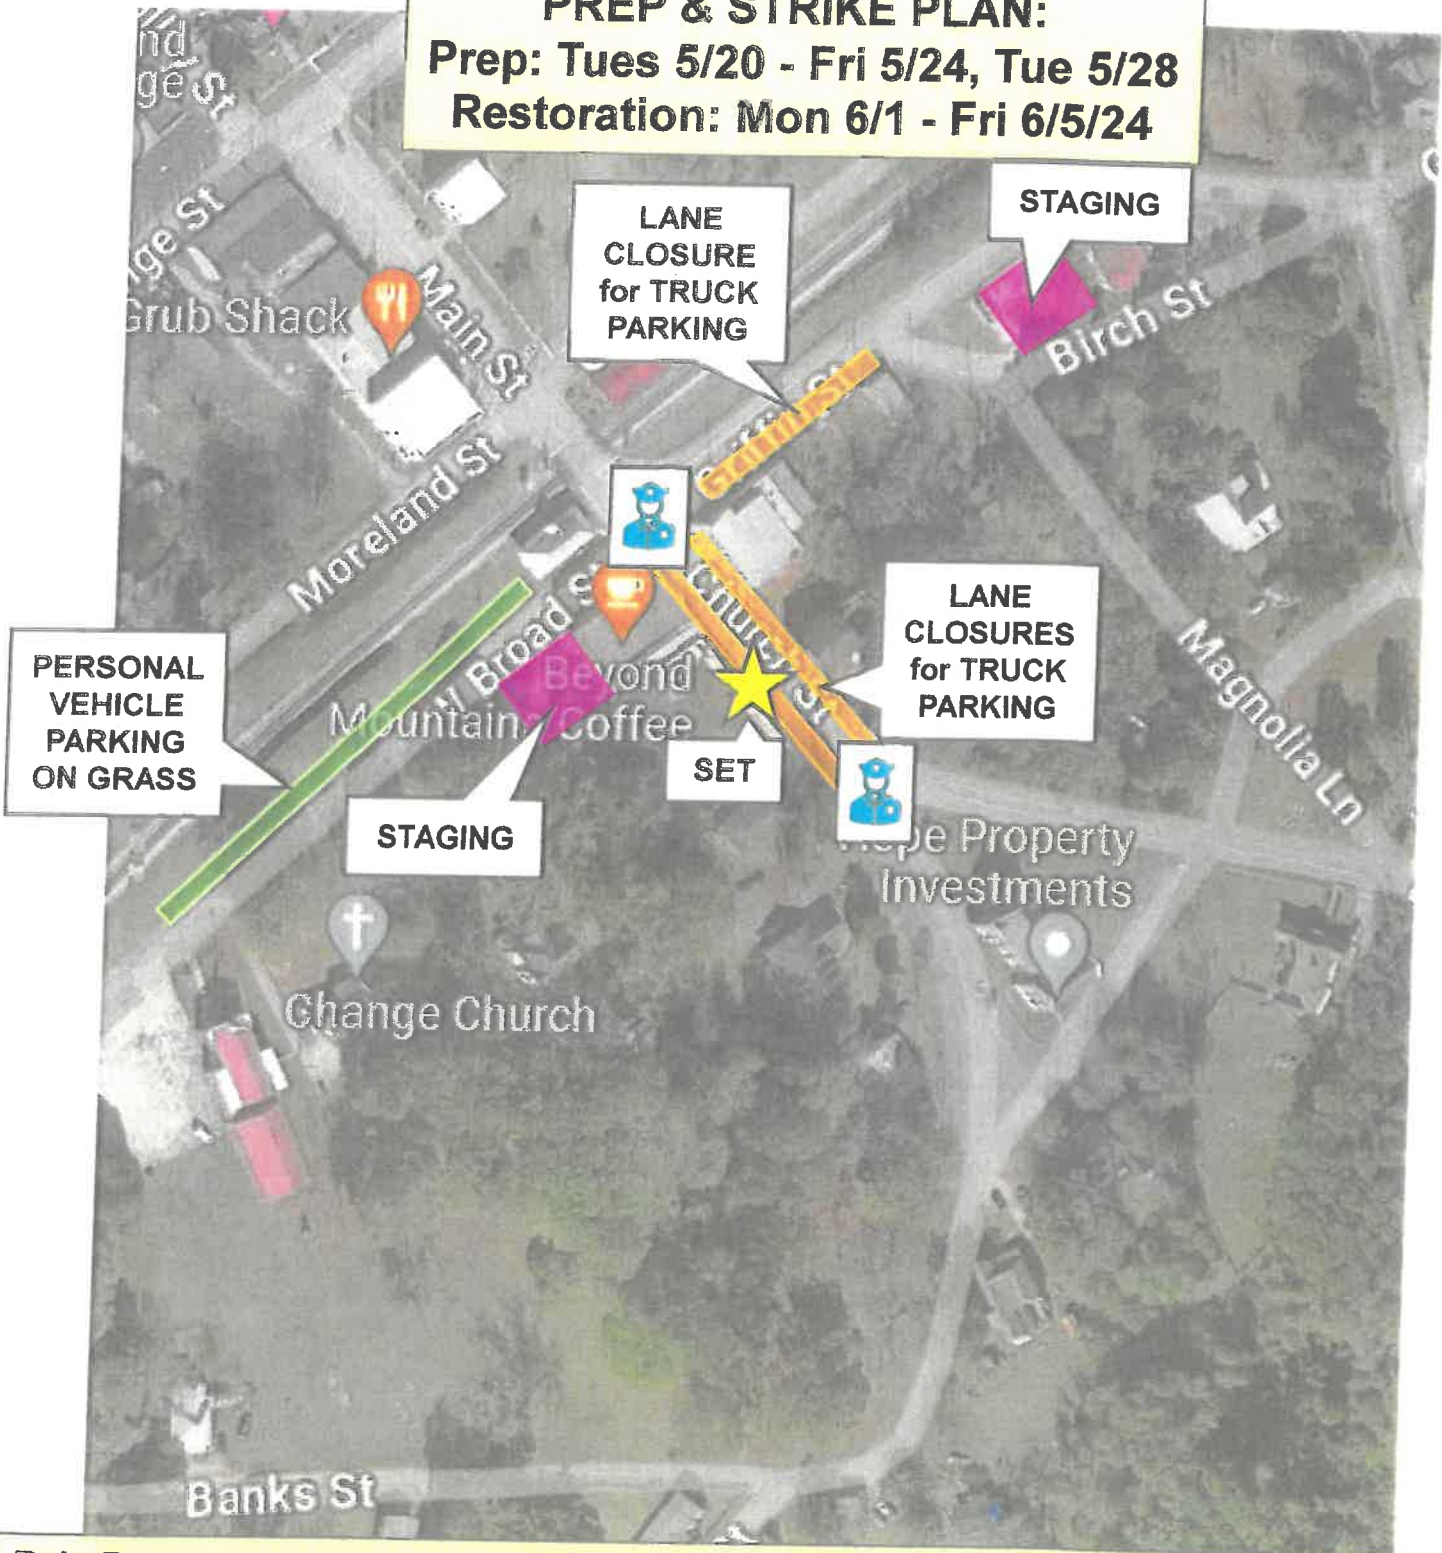 PREP & STRIKE PLAN:
Prep: Tues 5/20 - Fri 5/24, Tue 5/28
Restoration: Mon 6/1 - Fri 6/5/24
St
STAGING
LANE
CLOSURE
for TRUCK
PARKING
St
Grub Shack
Main St
Birch St
Moreland St
LANE
CLOSURES
for TRUCK
PARKING
Church St
W Broad
PERSONAL
VEHICLE
PARKING
ON GRASS
Beyond
Mountain Coffee
Magnolia Ln
SET
STAGING
Property
Investments
Change Church
Banks St